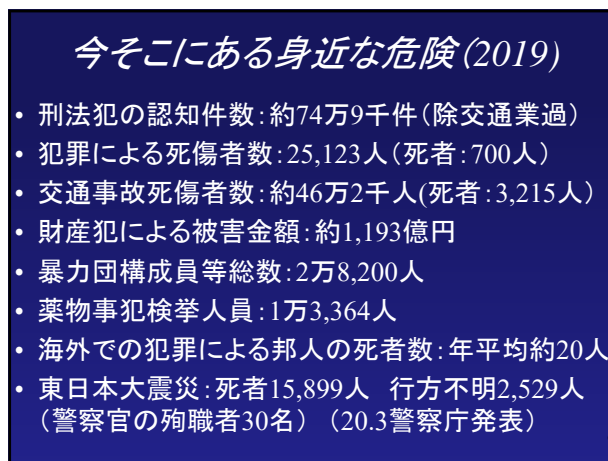 今そこにある身近な危険(2019)
• 刑法犯の認知件数:約74万9千件(除交通業過)
• 犯罪による死傷者数:25,123人(死者:700人)
• 交通事故死傷者数:約46万2千人(死者:3,215人)
• 財産犯による被害金額:約1,193億円
• 暴力団構成員等総数:2万8,200人
• 薬物事犯検挙人員:1万3,364人
• 海外での犯罪による邦人の死者数:年平均約20人
• 東日本大震災:死者15,899人 行方不明2,529人
(警察官の殉職者30名) (20.3警察庁発表)